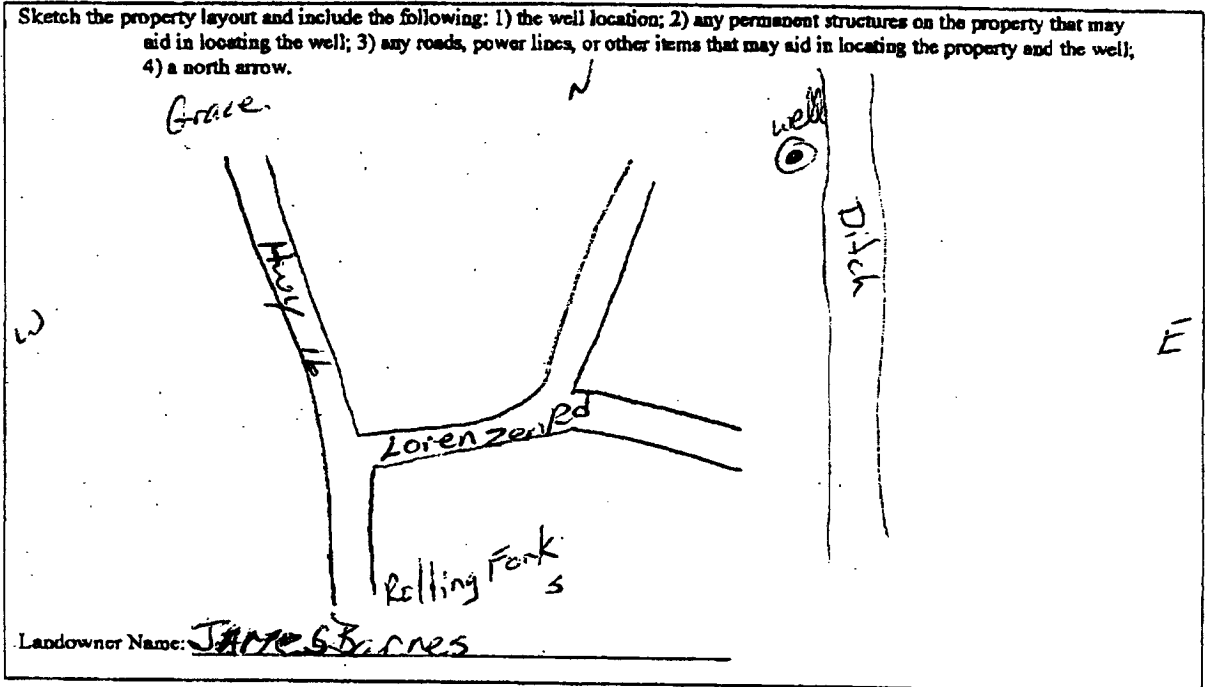 Sketch the property layout and include the following: 1) the well location; 2) any permanent structures on the property that may
aid in locating the well; 3) any roads, power lines, or other items that may aid in locating the property and the well;
4) a north arrow.
N
Grace.
well
Ditch
Hwy 16
W
E
Lorenzen Rd
Rolling Fork
S
Landowner Name: James Barnes